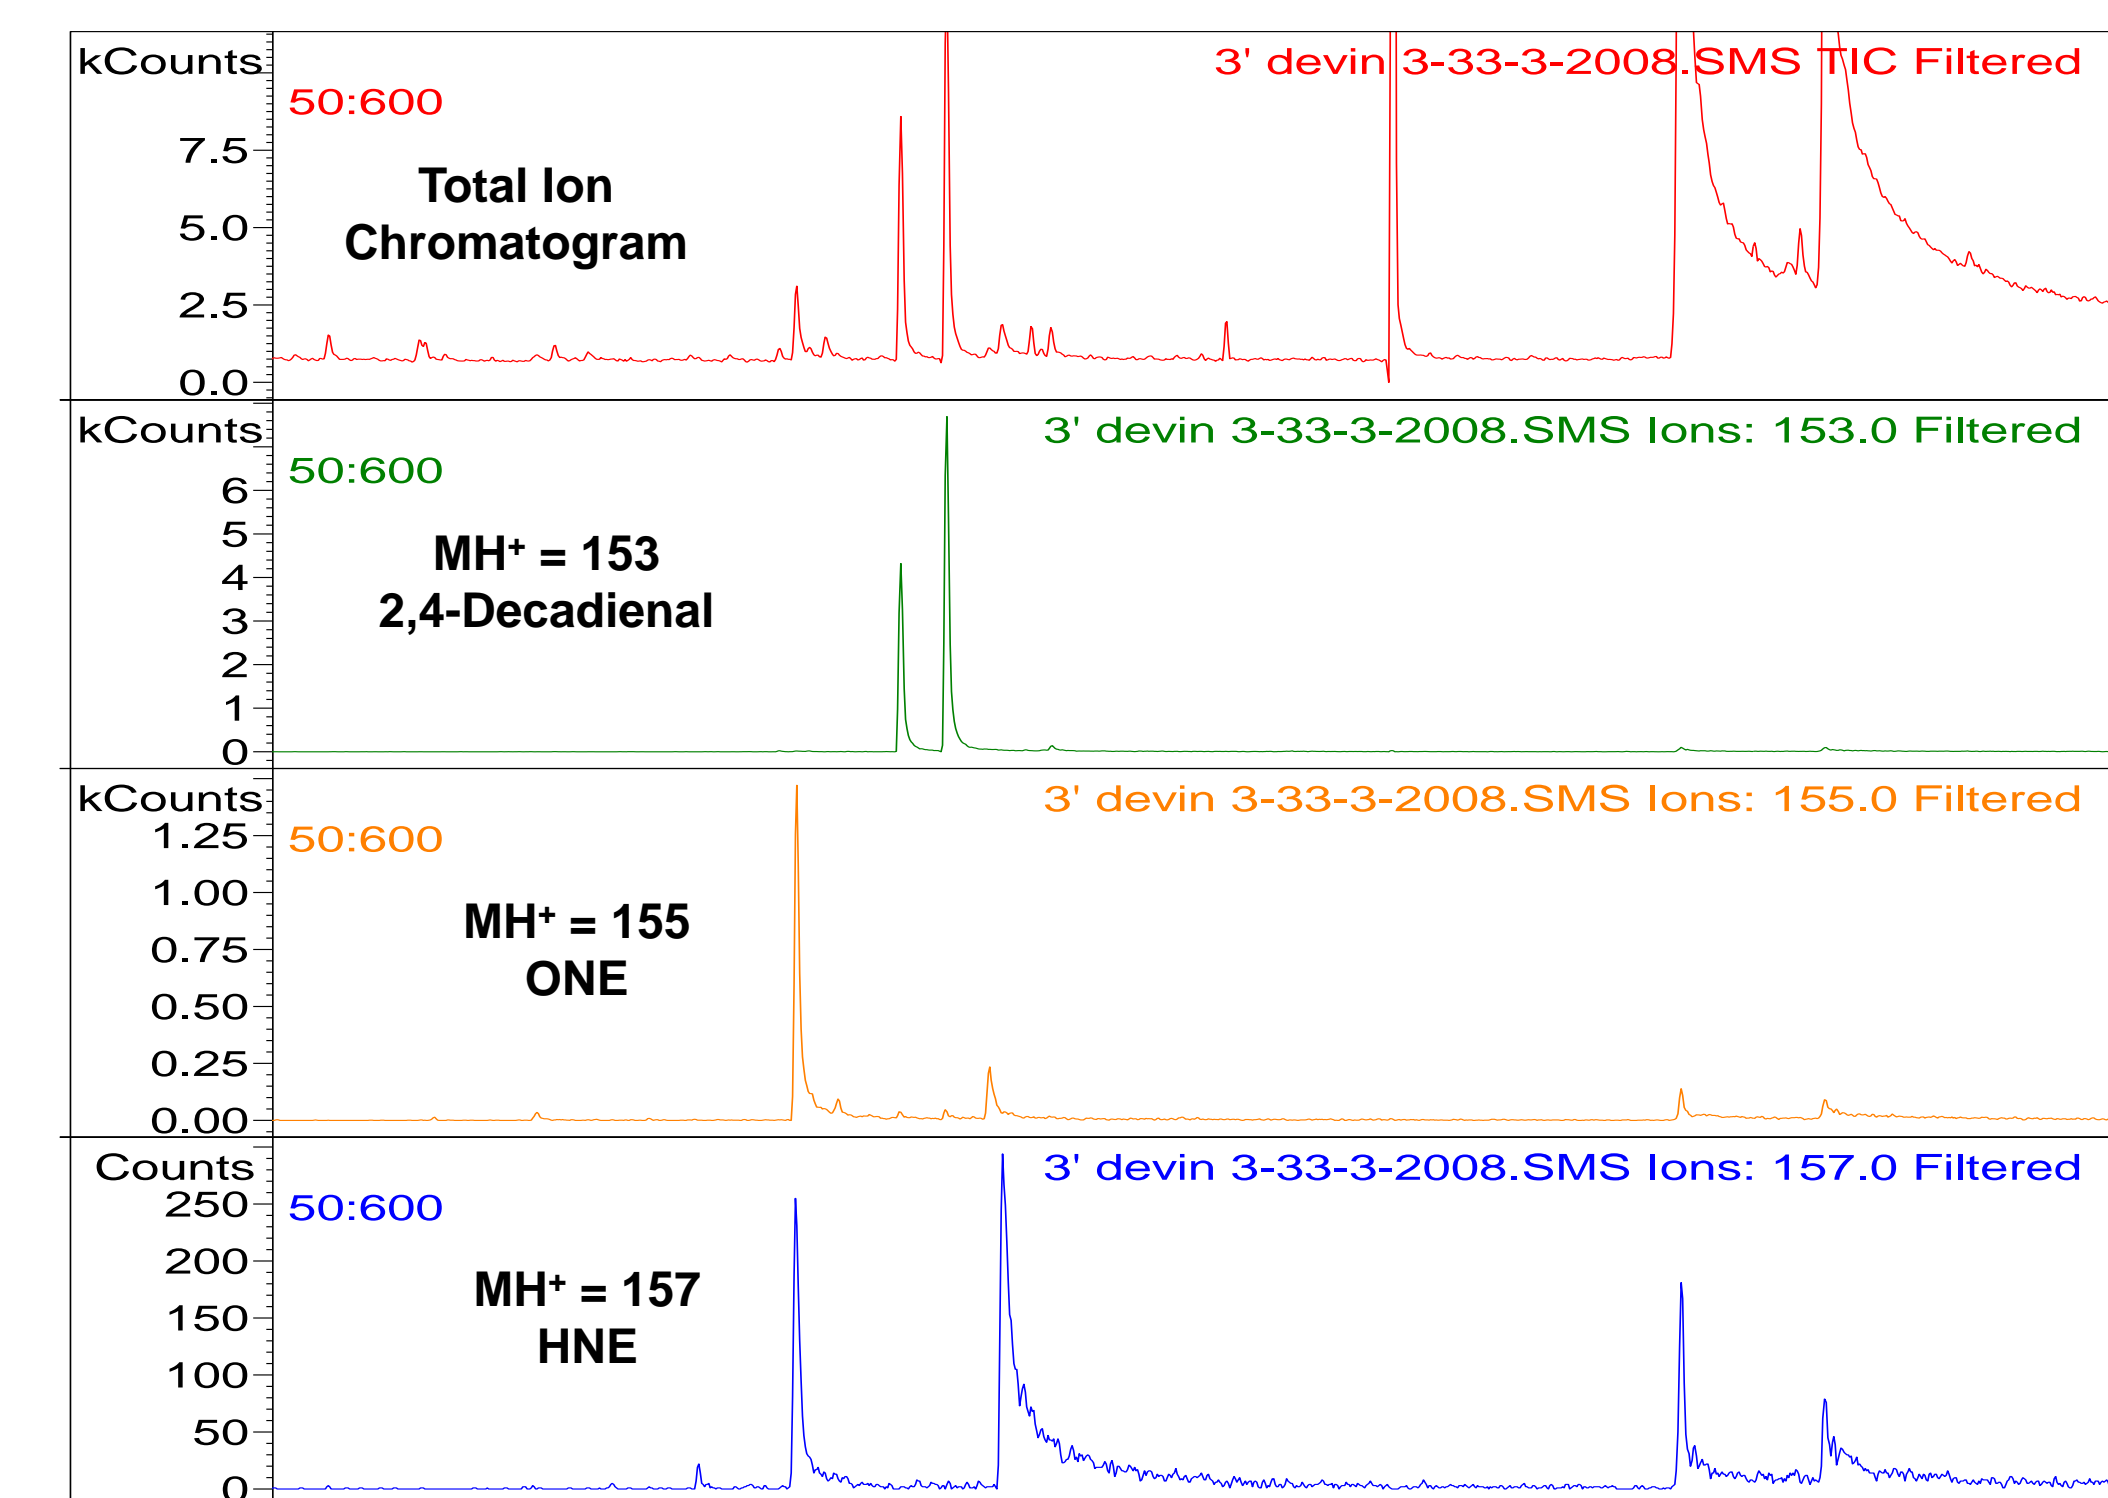 kCounts
3' devin 3-33-3-2008.SMS TIC Filtered
50:600
7.5
5.0
2.5
0.0
Total Ion
Chromatogram
kCounts
3' devin 3-33-3-2008.SMS Ions: 153.0 Filtered
50:600
6
5
4
3
2
1
0
MH+ = 153
2,4-Decadienal
kCounts
3' devin 3-33-3-2008.SMS Ions: 155.0 Filtered
50:600
1.25
1.00
0.75
0.50
0.25
0.00
MH+ = 155
ONE
Counts
3' devin 3-33-3-2008.SMS Ions: 157.0 Filtered
50:600
250
200
150
100
50
0
MH+ = 157
HNE